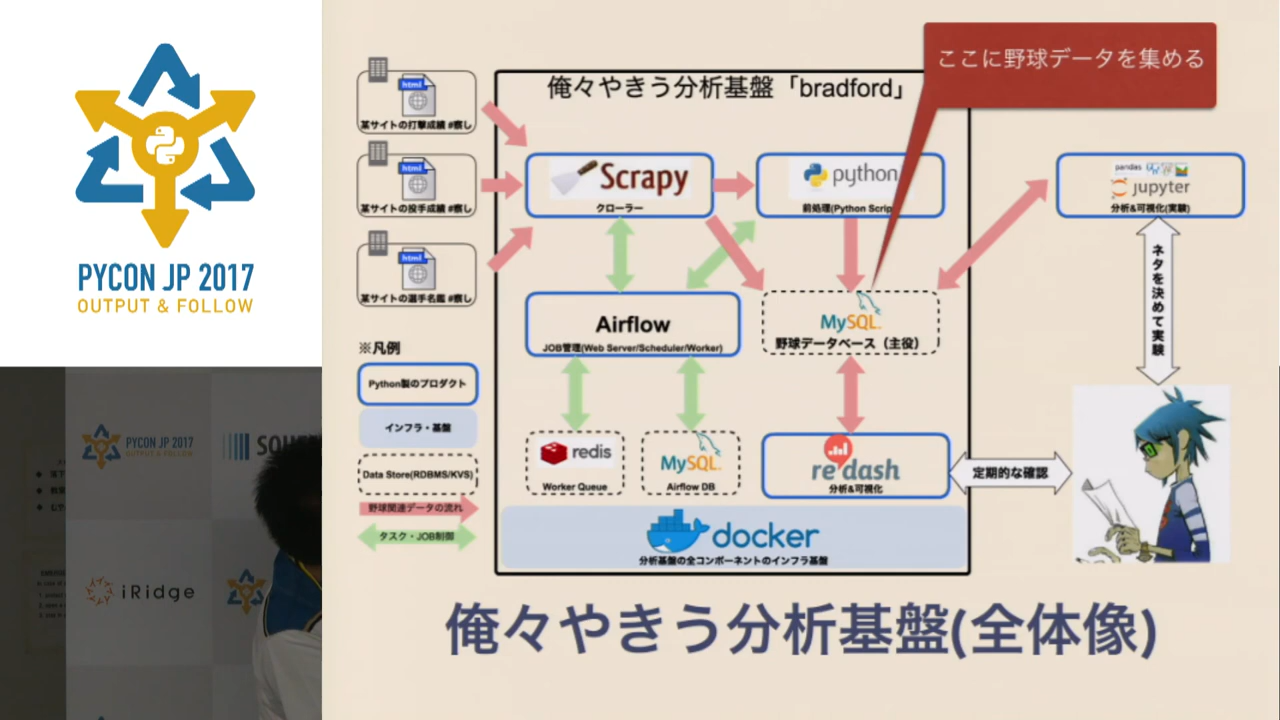 PYCON JP 2017
OUTPUT & FOLLOW
PYCON JP 2017
OUTPUT & FOLLOW
iRidge
ここに野球データを集める
俺々やきう分析基盤「bradford」
html
某サイトの打撃成績 #察し
html
某サイトの投手成績 #察し
html
某サイトの選手名鑑 #察し
Scrapy
クローラー
python
前処理(Python Scrip
pandas
jupyter
分析&可視化(実験)
Airflow
JOB管理(Web Server/Scheduler/Worker)
MySQL
野球データベース（主役）
ネタを決めて実験
※凡例
Python製のプロダクト
インフラ・基盤
Data Store(RDBMS/KVS)
野球関連データの流れ
タスク・JOB制御
redis
Worker Queue
MySQL
Airflow DB
re:dash
分析&可視化
定期的な確認
docker
分析基盤の全コンポーネントのインフラ基盤
俺々やきう分析基盤(全体像)